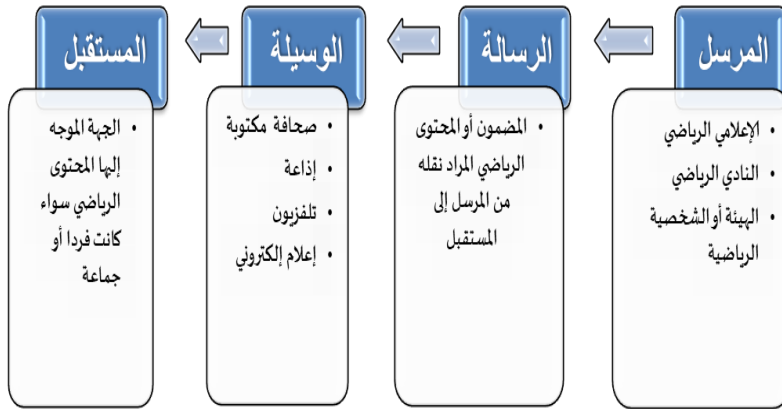 المرسل
• الإعلامي الرياضي
• النادي الرياضي
• الهيئة أو الشخصية
الرياضية
الرسالة
• المضمون أو المحتوى
الرياضي المراد نقله
من المرسل إلى
المستقبل
الوسيلة
• صحافة مكتوبة
• إذاعة
• تلفزيون
• إعلام إلكتروني
المستقبل
• الجهة الموجه
إليها المحتوى
الرياضي سواء
كانت فردا أو
جماعة